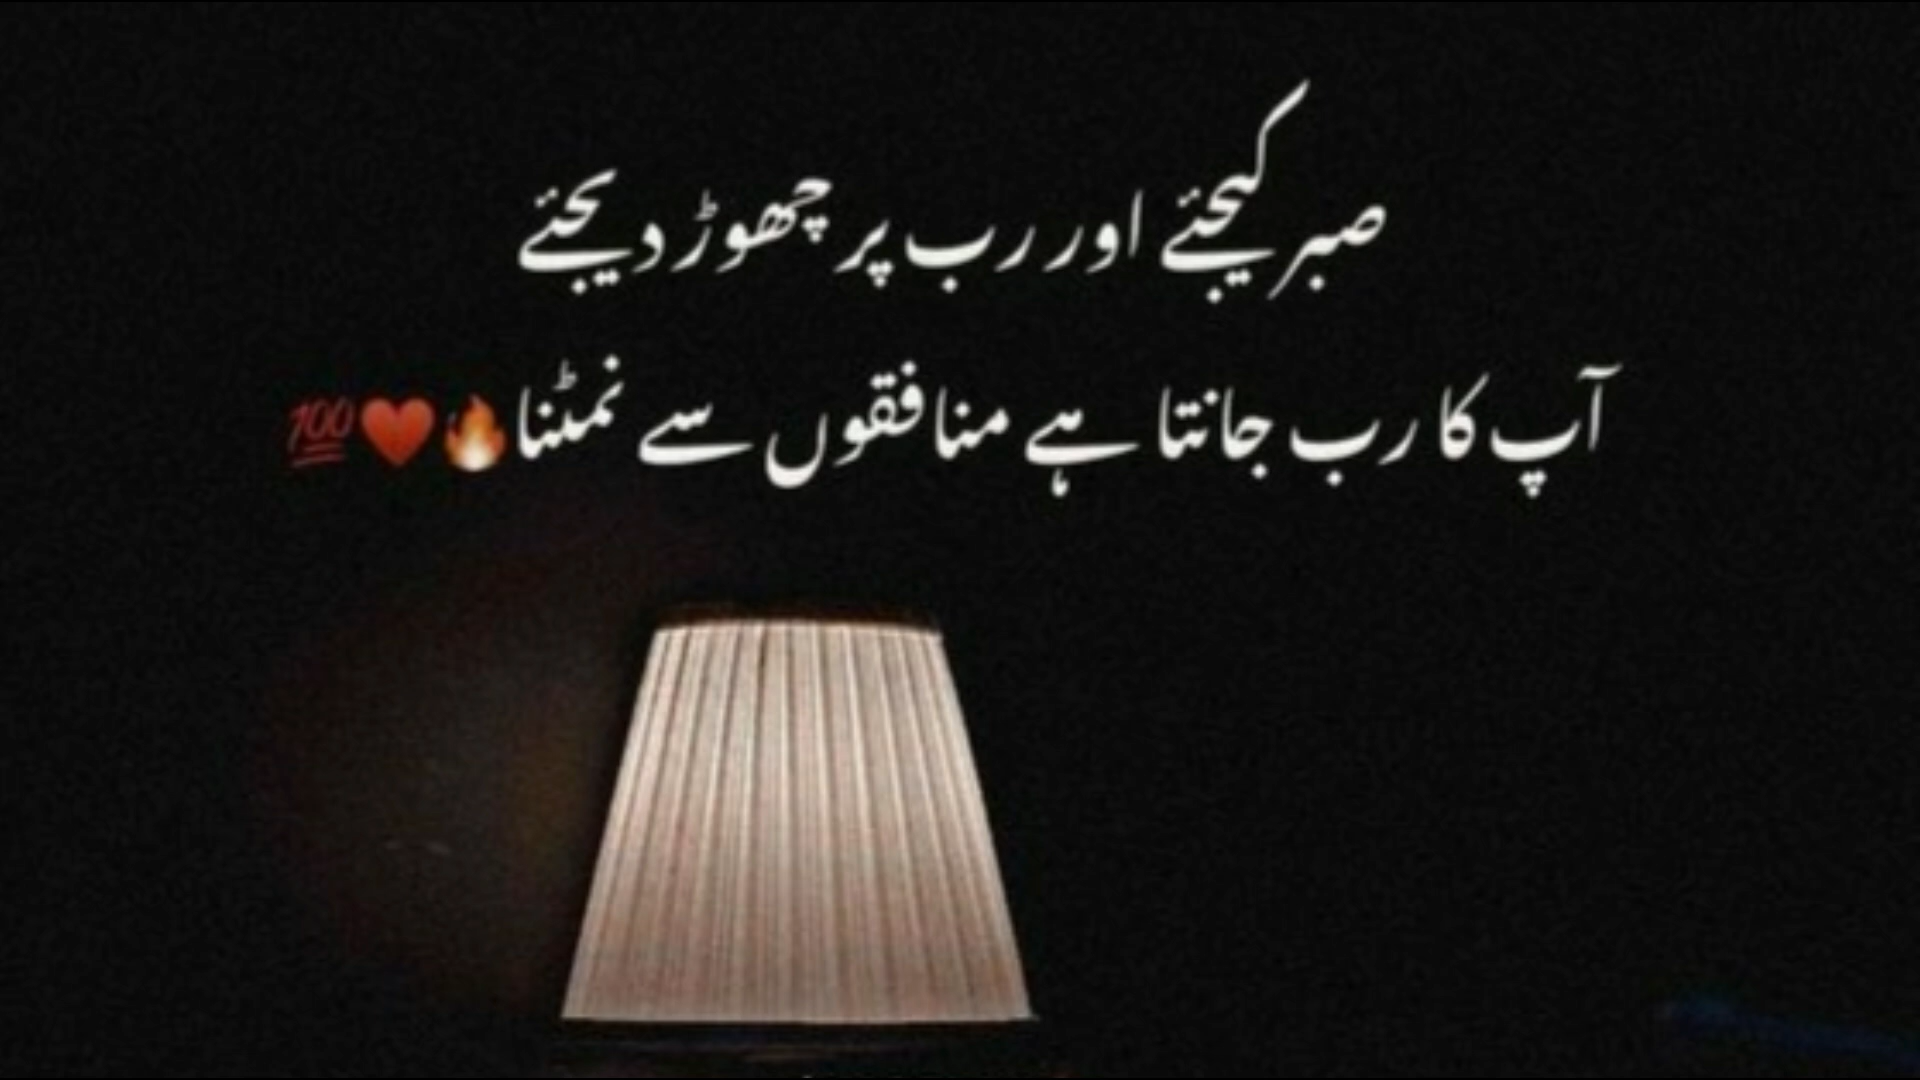 صبر کیجئے اور رب پر چھوڑ دیجئے
آپ کا رب جانتا ہے منافقوں سے نمٹنا🔥❤️💯